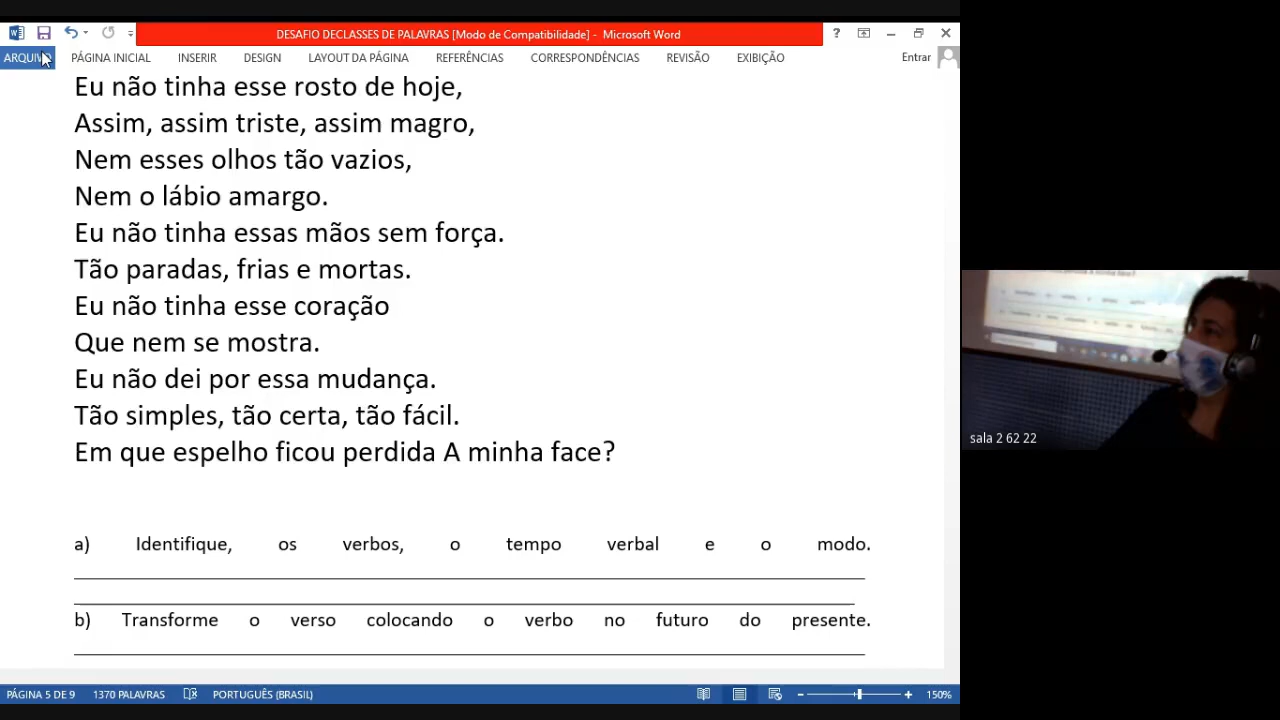 DESAFIO DECLASSES DE PALAVRAS [Modo de Compatibilidade] - Microsoft Word
?
ARQUIVO PÁGINA INICIAL INSERIR DESIGN LAYOUT DA PÁGINA REFERÊNCIAS CORRESPONDÊNCIAS REVISÃO EXIBIÇÃO Entrar
Eu não tinha esse rosto de hoje,
Assim, assim triste, assim magro,
Nem esses olhos tão vazios,
Nem o lábio amargo.
Eu não tinha essas mãos sem força.
Tão paradas, frias e mortas.
Eu não tinha esse coração
Que nem se mostra.
Eu não dei por essa mudança.
Tão simples, tão certa, tão fácil.
Em que espelho ficou perdida A minha face?
a) Identifique, os verbos, o tempo verbal e o modo.
b) Transforme o verso colocando o verbo no futuro do presente.
sala 2 62 22
PÁGINA 5 DE 9 1370 PALAVRAS PORTUGUÊS (BRASIL) 150%